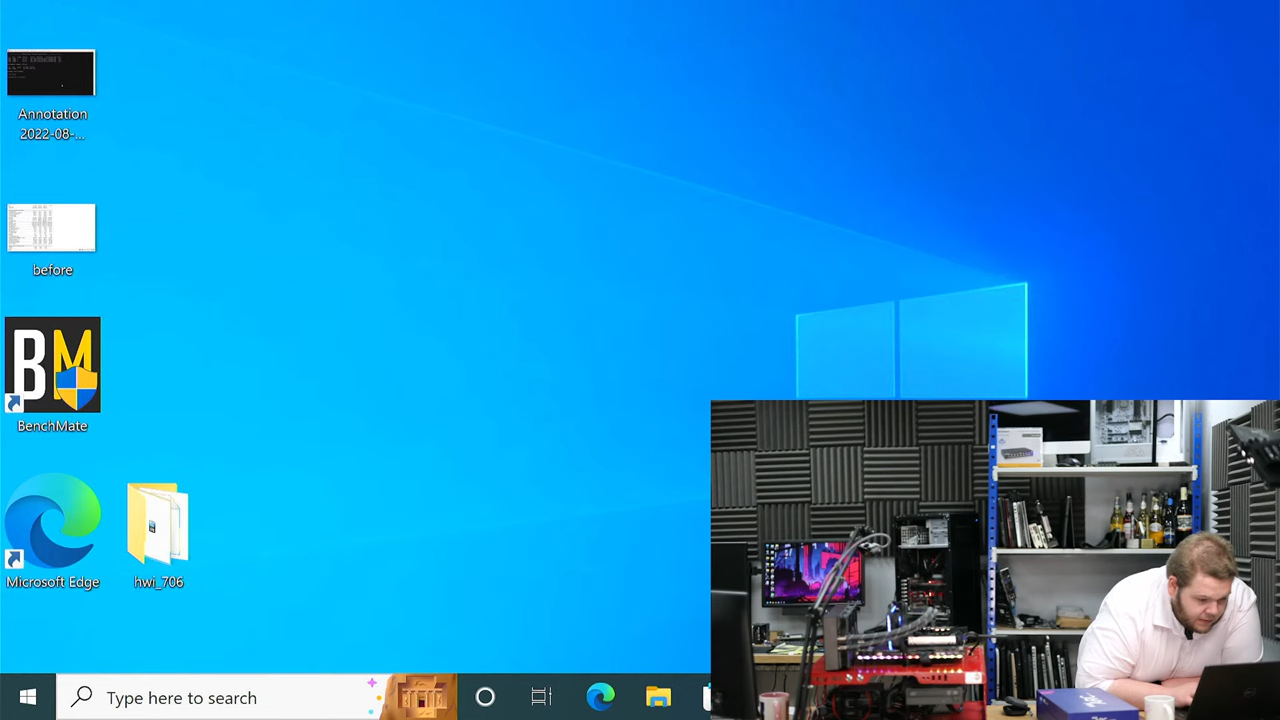 Annotation
2022-08-...
before
BM
BenchMate
Microsoft Edge
hwi_706
Type here to search